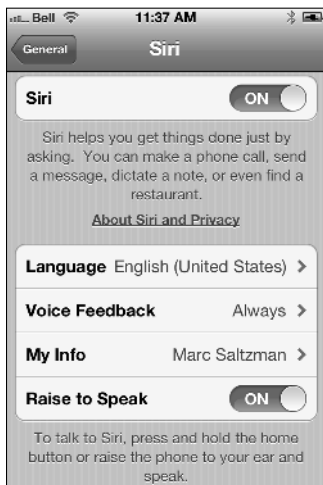 Bell 11:37 AM
General Siri
Siri ON
Siri helps you get things done just by
asking. You can make a phone call, send
a message, dictate a note, or even find a
restaurant.
About Siri and Privacy
Language English (United States)
Voice Feedback Always
My Info Marc Saltzman
Raise to Speak ON
To talk to Siri, press and hold the home
button or raise the phone to your ear and
speak.